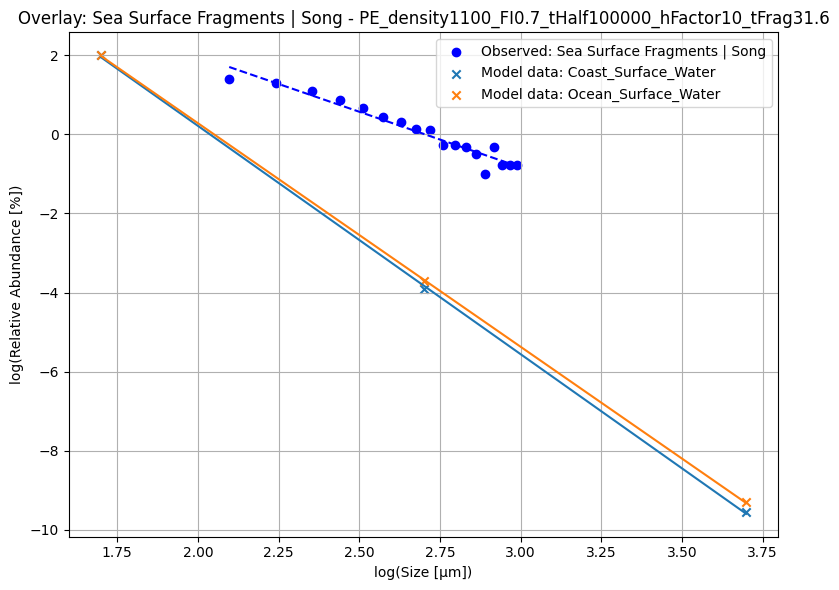 Overlay: Sea Surface Fragments | Song - PE_density1100_FI0.7_tHalf100000_hFactor10_tFrag31.6
Observed: Sea Surface Fragments | Song
Model data: Coast_Surface_Water
Model data: Ocean_Surface_Water
log(Relative Abundance [%])
2
0
−2
−4
−6
−8
−10
1.75 2.00 2.25 2.50 2.75 3.00 3.25 3.50 3.75
log(Size [μm])